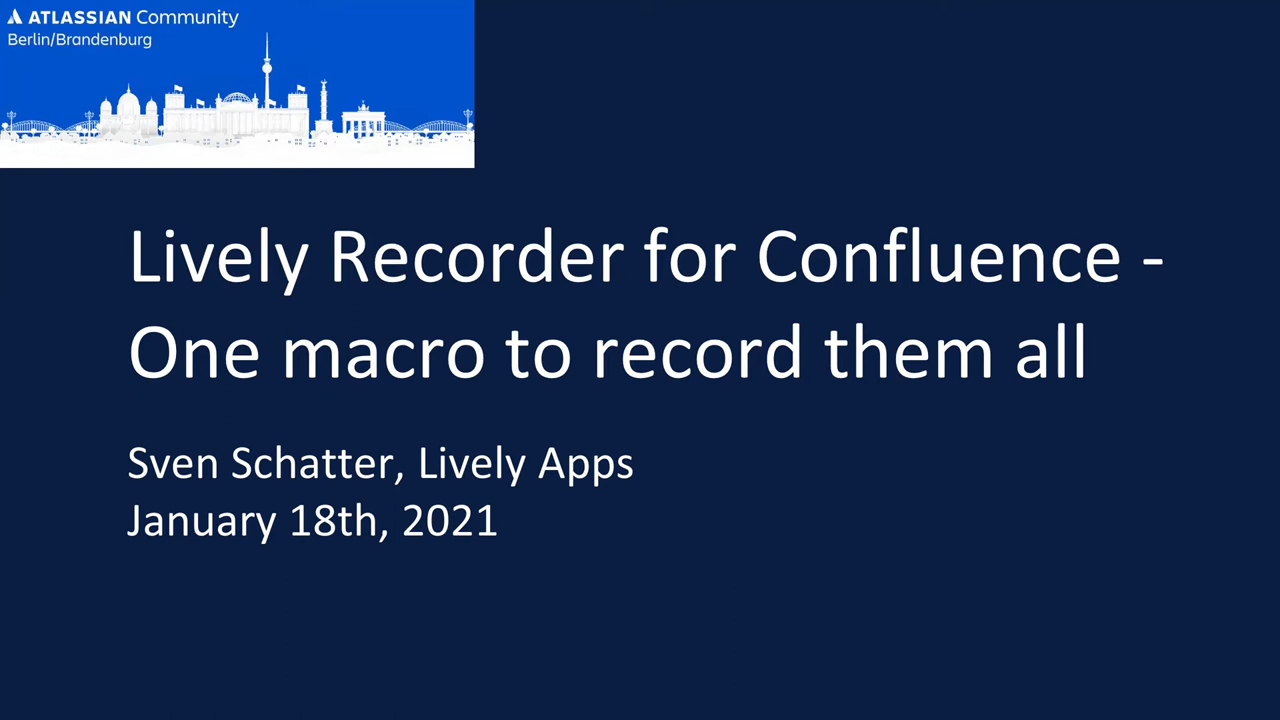 ATLASSIAN Community
Berlin/Brandenburg
Lively Recorder for Confluence -
One macro to record them all
Sven Schatter, Lively Apps
January 18th, 2021